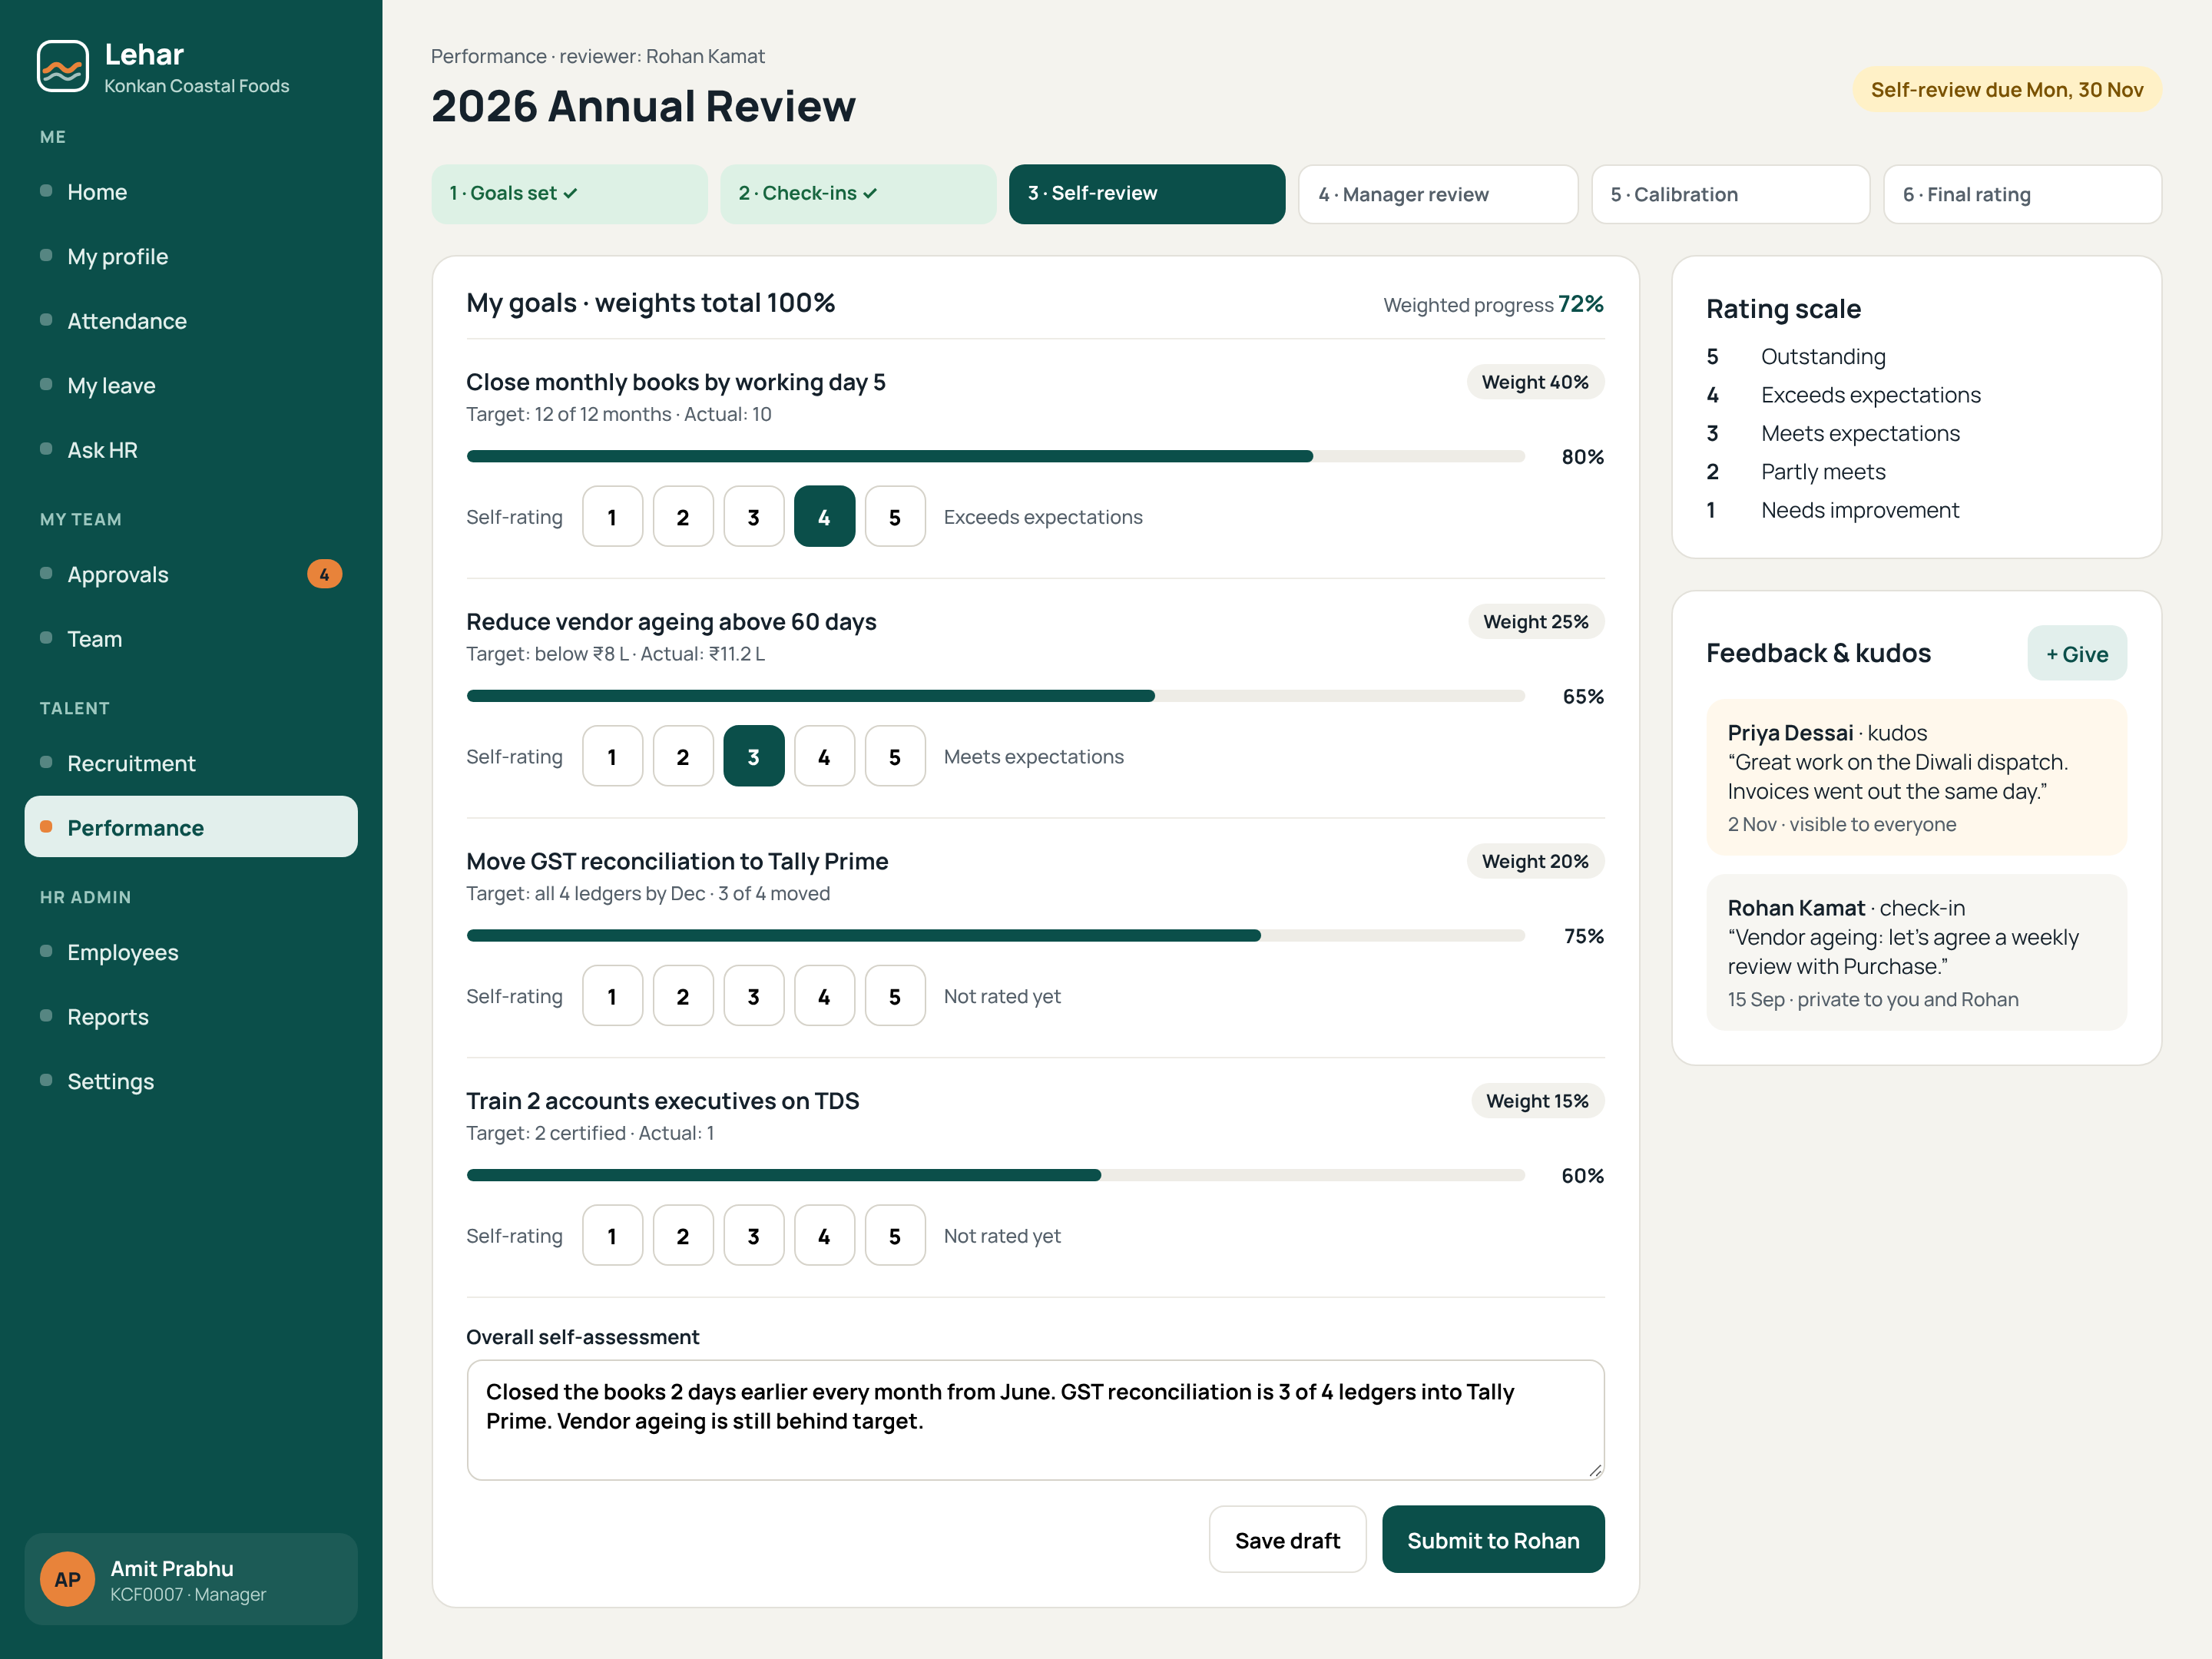 Lehar
Konkan Coastal Foods
ME
Home
My profile
Attendance
My leave
Ask HR
MY TEAM
Approvals 4
Team
TALENT
Recruitment
Performance
HR ADMIN
Employees
Reports
Settings
AP
Amit Prabhu
KCF0007 · Manager
Performance · reviewer: Rohan Kamat
2026 Annual Review
Self-review due Mon, 30 Nov
1 · Goals set ✓
2 · Check-ins ✓
3 · Self-review
4 · Manager review
5 · Calibration
6 · Final rating
My goals · weights total 100%
Weighted progress 72%
Close monthly books by working day 5
Weight 40%
Target: 12 of 12 months · Actual: 10
80%
Self-rating 1 2 3 4 5 Exceeds expectations
Reduce vendor ageing above 60 days
Weight 25%
Target: below ₹8 L · Actual: ₹11.2 L
65%
Self-rating 1 2 3 4 5 Meets expectations
Move GST reconciliation to Tally Prime
Weight 20%
Target: all 4 ledgers by Dec · 3 of 4 moved
75%
Self-rating 1 2 3 4 5 Not rated yet
Train 2 accounts executives on TDS
Weight 15%
Target: 2 certified · Actual: 1
60%
Self-rating 1 2 3 4 5 Not rated yet
Overall self-assessment
Closed the books 2 days earlier every month from June. GST reconciliation is 3 of 4 ledgers into Tally
Prime. Vendor ageing is still behind target.
Save draft
Submit to Rohan
Rating scale
5 Outstanding
4 Exceeds expectations
3 Meets expectations
2 Partly meets
1 Needs improvement
Feedback & kudos
+ Give
Priya Dessai · kudos
“Great work on the Diwali dispatch.
Invoices went out the same day.”
2 Nov · visible to everyone
Rohan Kamat · check-in
“Vendor ageing: let’s agree a weekly
review with Purchase.”
15 Sep · private to you and Rohan